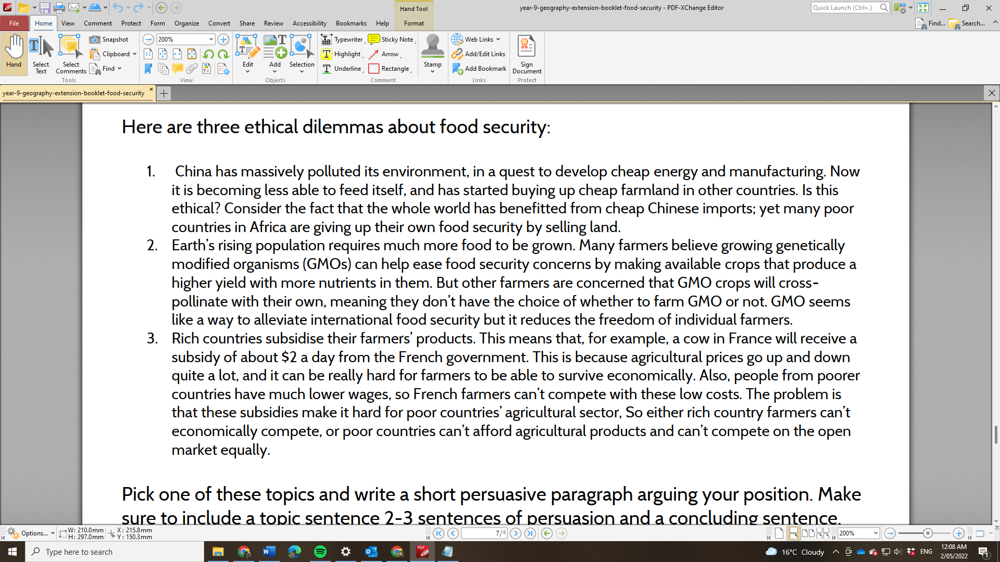 Hand Tool
year-9-geography-extension-booklet-food-security - PDF-XChange Editor
Quick Launch (Ctrl+.)
File Home View Comment Protect Form Organize Convert Share Review Accessibility Bookmarks Help Format
Find... Search...
Hand
Select Text
Select Comments
Snapshot
Clipboard
Find
Tools
200%
View
Edit
Add
Selection
Objects
Typewriter Sticky Note
Highlight Arrow
Underline Rectangle
Comment
Stamp
Web Links
Add/Edit Links
Add Bookmark
Links
Sign Document
Protect
year-9-geography-extension-booklet-food-security
Here are three ethical dilemmas about food security:
1. China has massively polluted its environment, in a quest to develop cheap energy and manufacturing. Now
it is becoming less able to feed itself, and has started buying up cheap farmland in other countries. Is this
ethical? Consider the fact that the whole world has benefitted from cheap Chinese imports; yet many poor
countries in Africa are giving up their own food security by selling land.
2. Earth's rising population requires much more food to be grown. Many farmers believe growing genetically
modified organisms (GMOs) can help ease food security concerns by making available crops that produce a
higher yield with more nutrients in them. But other farmers are concerned that GMO crops will cross-
pollinate with their own, meaning they don't have the choice of whether to farm GMO or not. GMO seems
like a way to alleviate international food security but it reduces the freedom of individual farmers.
3. Rich countries subsidise their farmers' products. This means that, for example, a cow in France will receive a
subsidy of about $2 a day from the French government. This is because agricultural prices go up and down
quite a lot, and it can be really hard for farmers to be able to survive economically. Also, people from poorer
countries have much lower wages, so French farmers can't compete with these low costs. The problem is
that these subsidies make it hard for poor countries' agricultural sector, So either rich country farmers can't
economically compete, or poor countries can't afford agricultural products and can't compete on the open
market equally.
Pick one of these topics and write a short persuasive paragraph arguing your position. Make
sure to include a topic sentence 2-3 sentences of persuasion and a concluding sentence.
Options...
W: 210.0mm
H: 297.0mm
X: 215.8mm
Y: 150.3mm
7/8
200%
Type here to search
16°C Cloudy
ENG
12:08 AM
2/05/2022
1